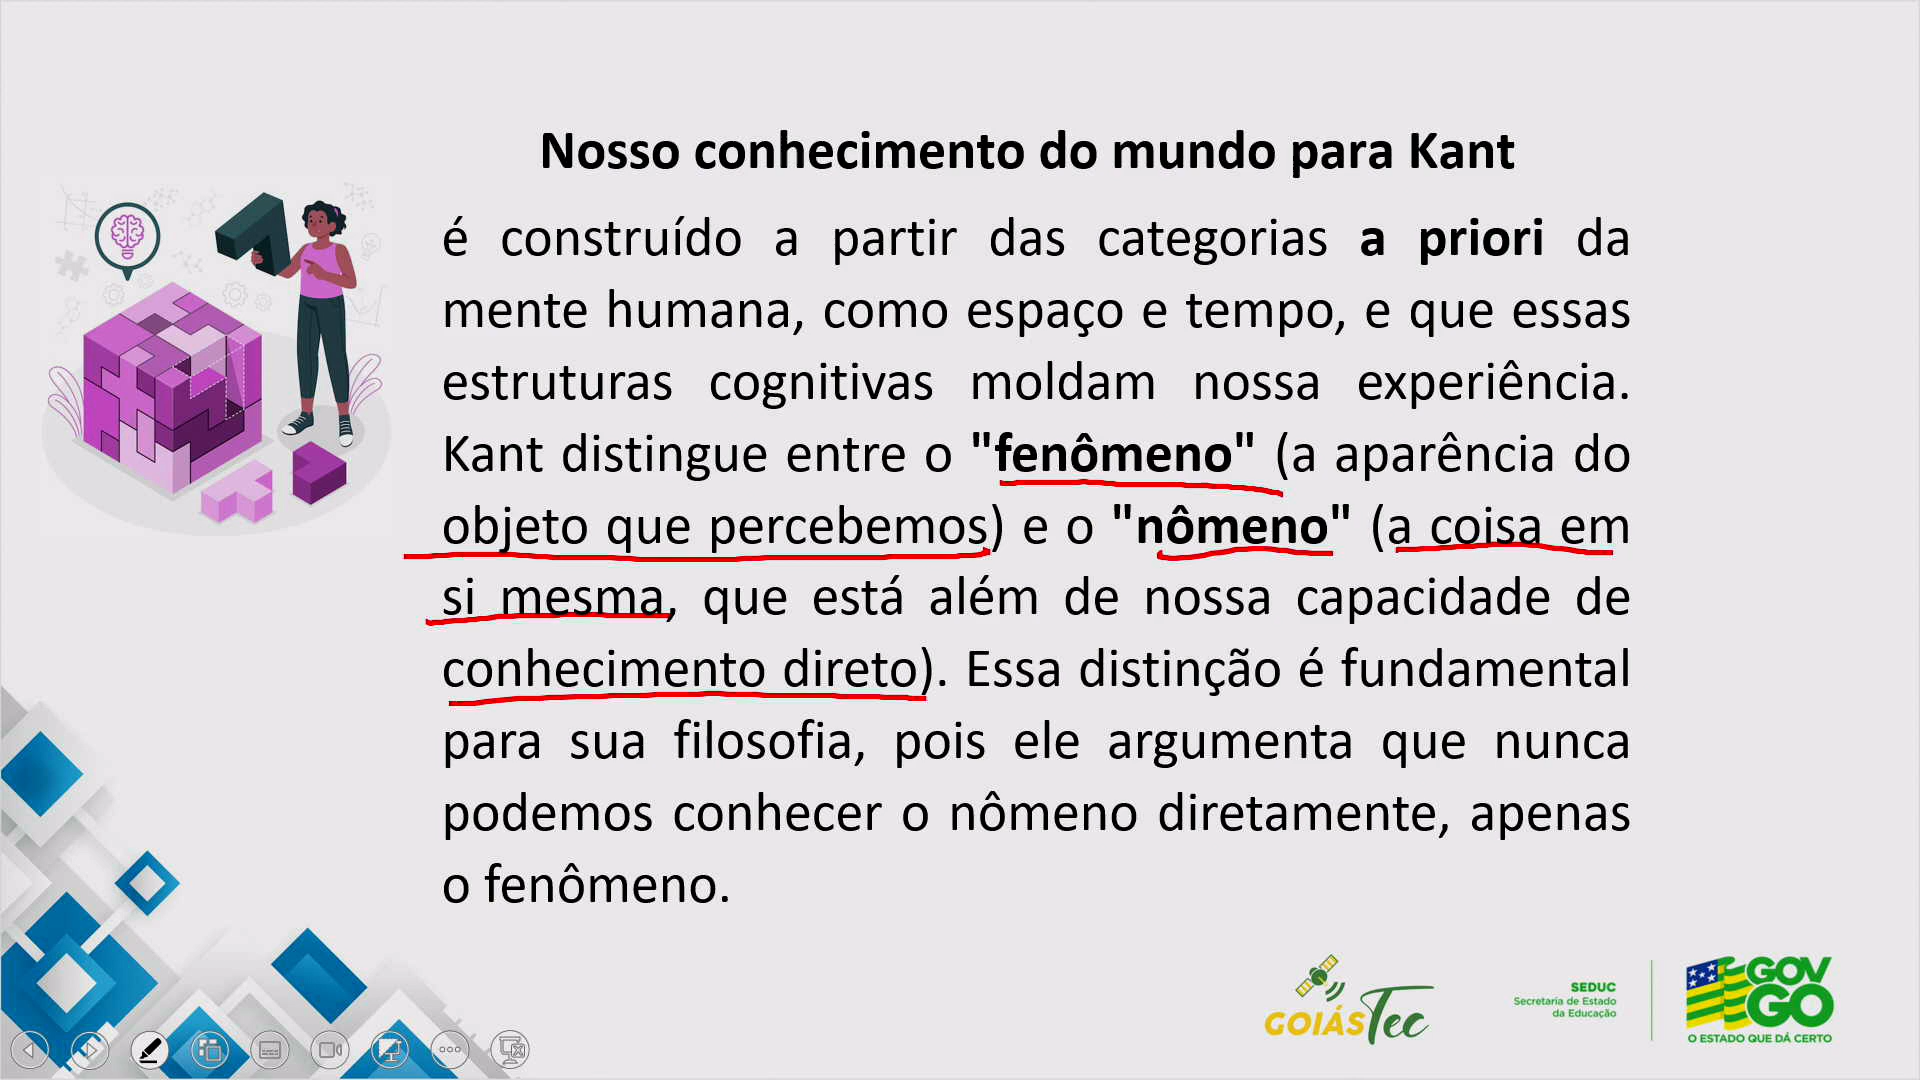 Nosso conhecimento do mundo para Kant
é construído a partir das categorias a priori da
mente humana, como espaço e tempo, e que essas
estruturas cognitivas moldam nossa experiência.
Kant distingue entre o "fenômeno" (a aparência do
objeto que percebemos) e o "nômeno" (a coisa em
si mesma, que está além de nossa capacidade de
conhecimento direto). Essa distinção é fundamental
para sua filosofia, pois ele argumenta que nunca
podemos conhecer o nômeno diretamente, apenas
o fenômeno.
GOIÁSTec
SEDUC
Secretaria de Estado
da Educação
GOV
GO
O ESTADO QUE DÁ CERTO